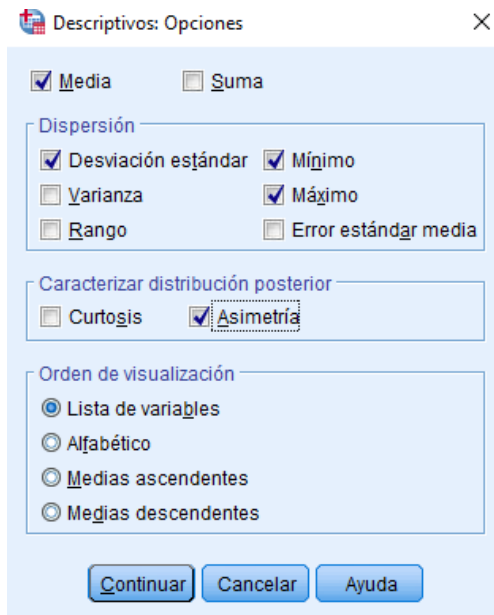 Descriptivos: Opciones
Media Suma
Dispersión
Desviación estándar Mínimo
Varianza Máximo
Rango Error estándar media
Caracterizar distribución posterior
Curtosis Asimetría
Orden de visualización
Lista de variables
Alfabético
Medias ascendentes
Medias descendentes
Continuar Cancelar Ayuda